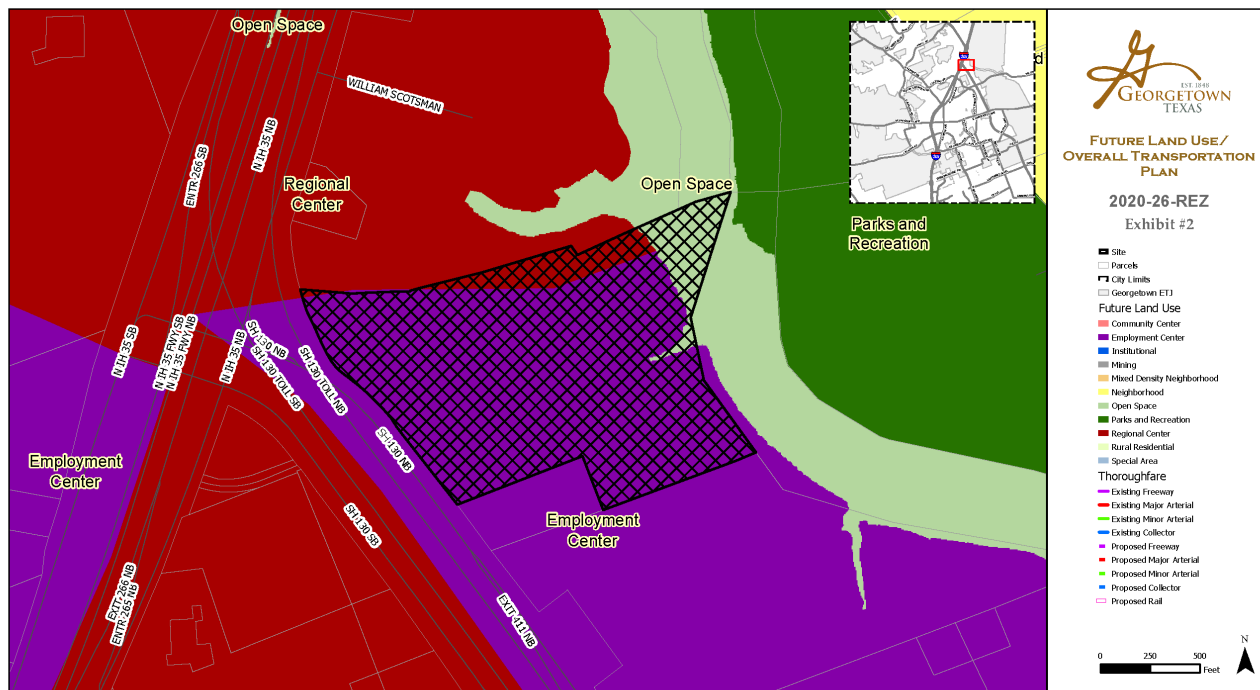 Open Space
WILLIAM SCOTSMAN
N IH 35 NB
ENTR 266 SB
Regional
Center
Open Space
Parks and
Recreation
d
35
35
N IH 35 SB
N IH 35 FWY SB
N IH 35 FWY NB
N IH 35 NB
SH 130 NB
SH 130 TOLL SB
SH 130 TOLL NB
SH 130 NB
Employment
Center
SH 130 SB
Employment
Center
EXIT 266 NB
ENTR 265 NB
EXIT 411 NB
EST. 1848
GEORGETOWN
TEXAS
FUTURE LAND USE/
OVERALL TRANSPORTATION
PLAN
2020-26-REZ
Exhibit #2
Site
Parcels
City Limits
Georgetown ETJ
Future Land Use
Community Center
Employment Center
Institutional
Mining
Mixed Density Neighborhood
Neighborhood
Open Space
Parks and Recreation
Regional Center
Rural Residential
Special Area
Thoroughfare
Existing Freeway
Existing Major Arterial
Existing Minor Arterial
Existing Collector
Proposed Freeway
Proposed Major Arterial
Proposed Minor Arterial
Proposed Collector
Proposed Rail
0 250 500
Feet
N